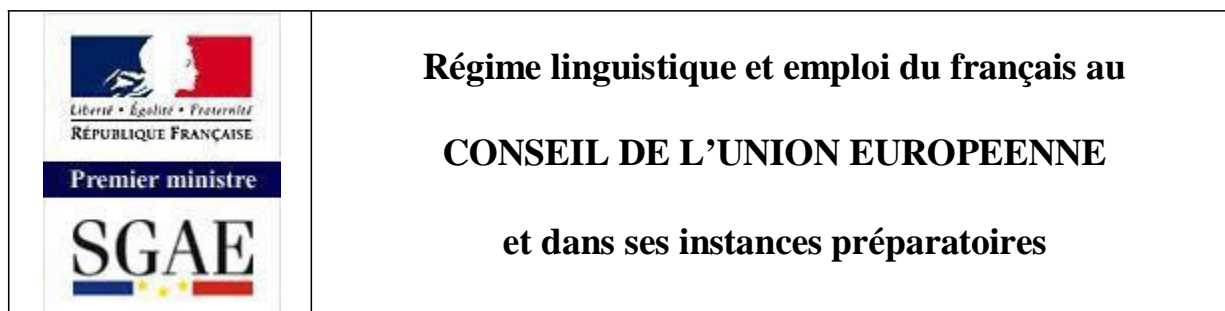 Liberté • Égalité • Fraternité
RÉPUBLIQUE FRANÇAISE
Premier ministre
SGAE
Régime linguistique et emploi du français au
CONSEIL DE L’UNION EUROPEENNE
et dans ses instances préparatoires